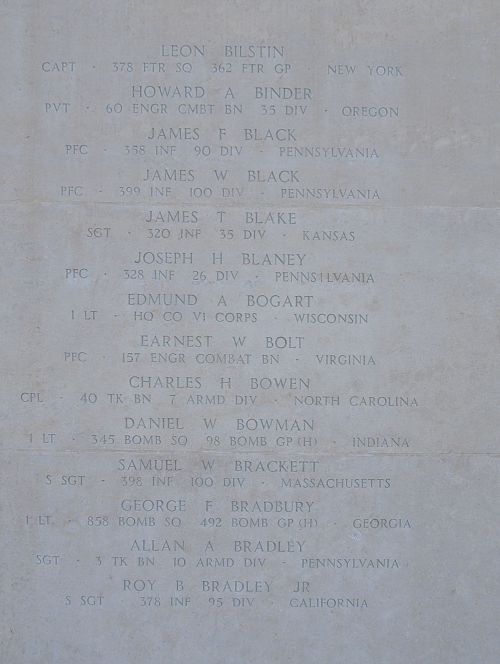 LEON BILSTIN
CAPT · 378 FTR SQ 362 FTR GP · NEW YORK
HOWARD A BINDER
PVT · 60 ENGR CMBT BN 35 DIV · OREGON
JAMES F BLACK
PFC · 358 INF 90 DIV · PENNSYLVANIA
JAMES W BLACK
PFC · 399 INF 100 DIV · PENNSYLVANIA
JAMES T BLAKE
SGT · 320 INF 35 DIV · KANSAS
JOSEPH H BLANEY
PFC · 328 INF 26 DIV · PENNSYLVANIA
EDMUND A BOGART
1 LT · HQ CO VI CORPS · WISCONSIN
EARNEST W BOLT
PFC · 157 ENGR COMBAT BN · VIRGINIA
CHARLES H BOWEN
CPL · 40 TK BN 7 ARMD DIV · NORTH CAROLINA
DANIEL W BOWMAN
1 LT · 345 BOMB SQ 98 BOMB GP (H) · INDIANA
SAMUEL W BRACKETT
S SGT · 398 INF 100 DIV · MASSACHUSETTS
GEORGE F BRADBURY
1 LT · 858 BOMB SQ 492 BOMB GP (H) · GEORGIA
ALLAN A BRADLEY
SGT · 3 TK BN 10 ARMD DIV · PENNSYLVANIA
ROY B BRADLEY JR
S SGT · 378 INF 95 DIV · CALIFORNIA